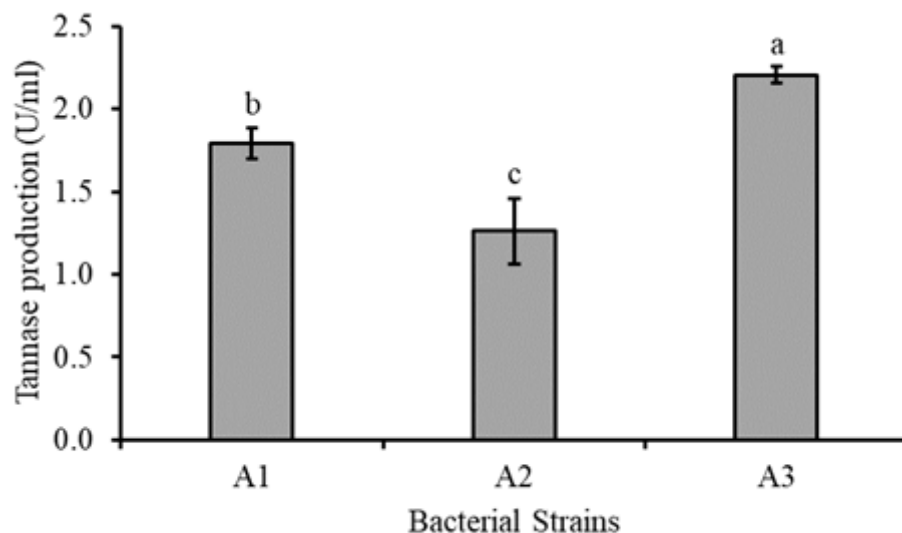 Tannase production (U/ml)
2.5
2.0
1.5
1.0
0.5
0.0
b
c
a
A1
A2
A3
Bacterial Strains